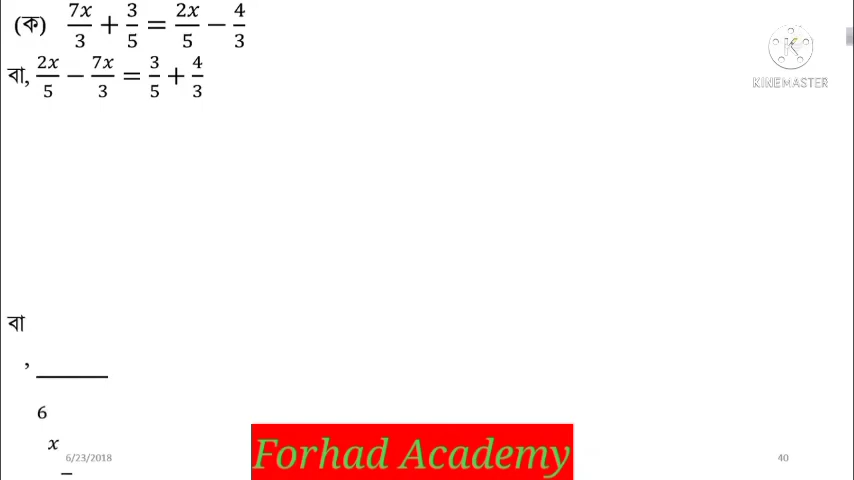 (ক) 7x/3 + 3/5 = 2x/5 − 4/3
KINEMASTER
বা, 2x/5 − 7x/3 = 3/5 + 4/3
বা
,
6
x
−
6/23/2018
Forhad Academy
40